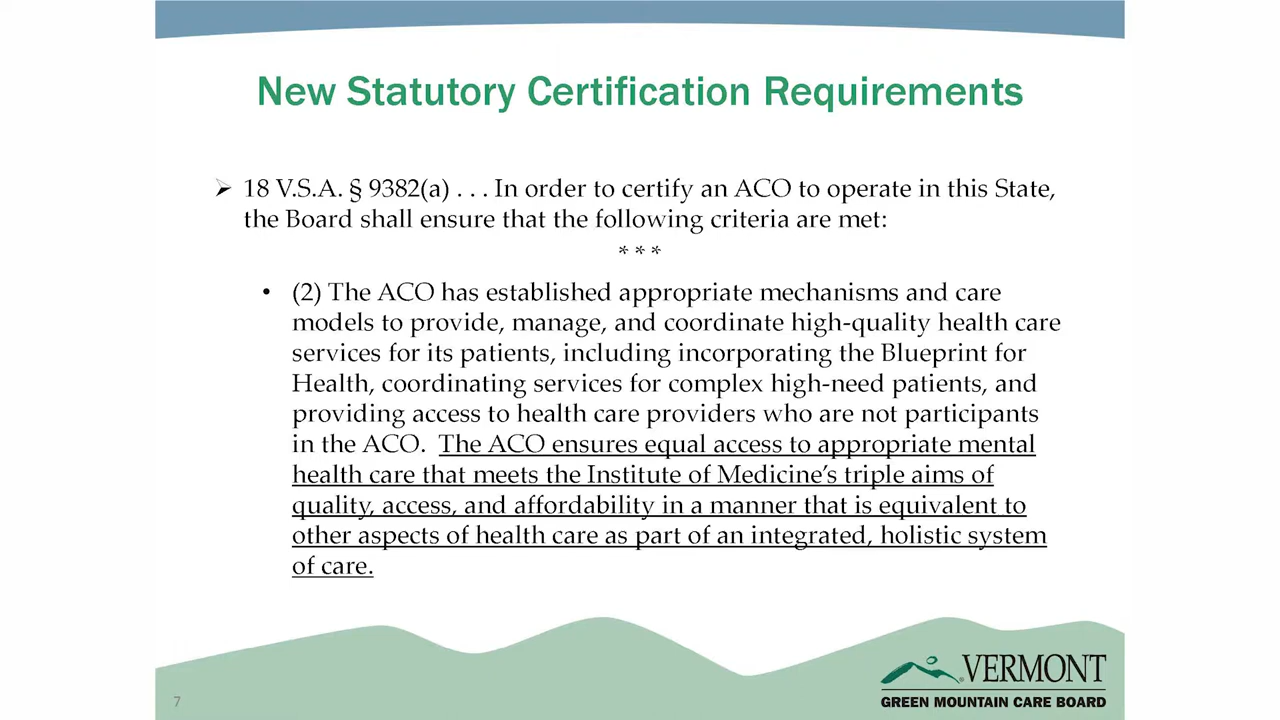 New Statutory Certification Requirements
➢ 18 V.S.A. § 9382(a) . . . In order to certify an ACO to operate in this State,
the Board shall ensure that the following criteria are met:
* * *
• (2) The ACO has established appropriate mechanisms and care
models to provide, manage, and coordinate high-quality health care
services for its patients, including incorporating the Blueprint for
Health, coordinating services for complex high-need patients, and
providing access to health care providers who are not participants
in the ACO. The ACO ensures equal access to appropriate mental
health care that meets the Institute of Medicine’s triple aims of
quality, access, and affordability in a manner that is equivalent to
other aspects of health care as part of an integrated, holistic system
of care.
7
VERMONT
GREEN MOUNTAIN CARE BOARD